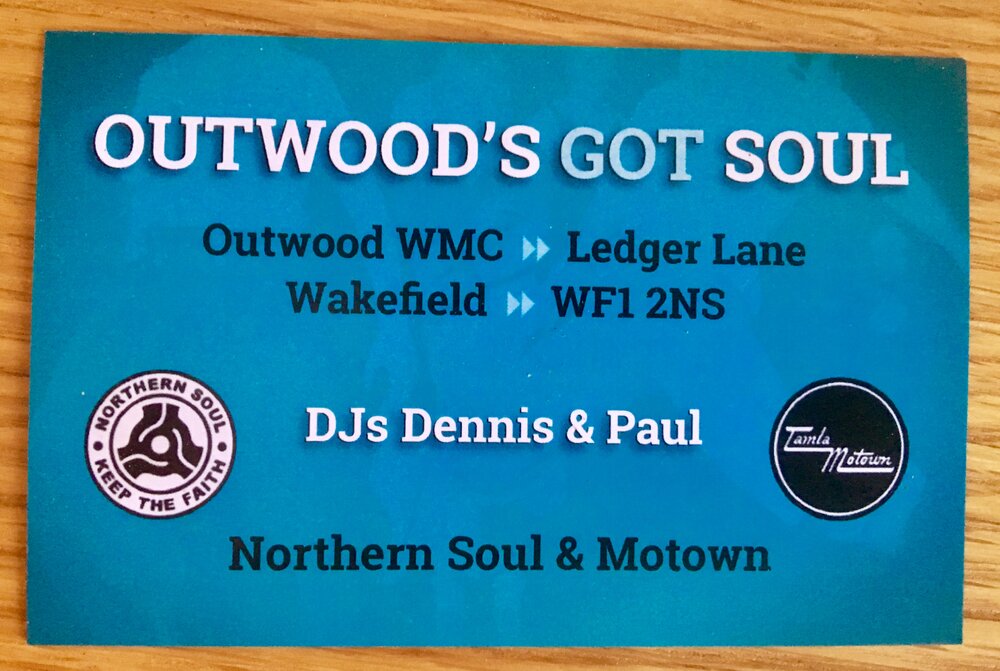 OUTWOOD'S GOT SOUL
Outwood WMC Ledger Lane
Wakefield WF1 2NS
NORTHERN SOUL
KEEP THE FAITH
DJs Dennis & Paul
Tamla
Motown
Northern Soul & Motown